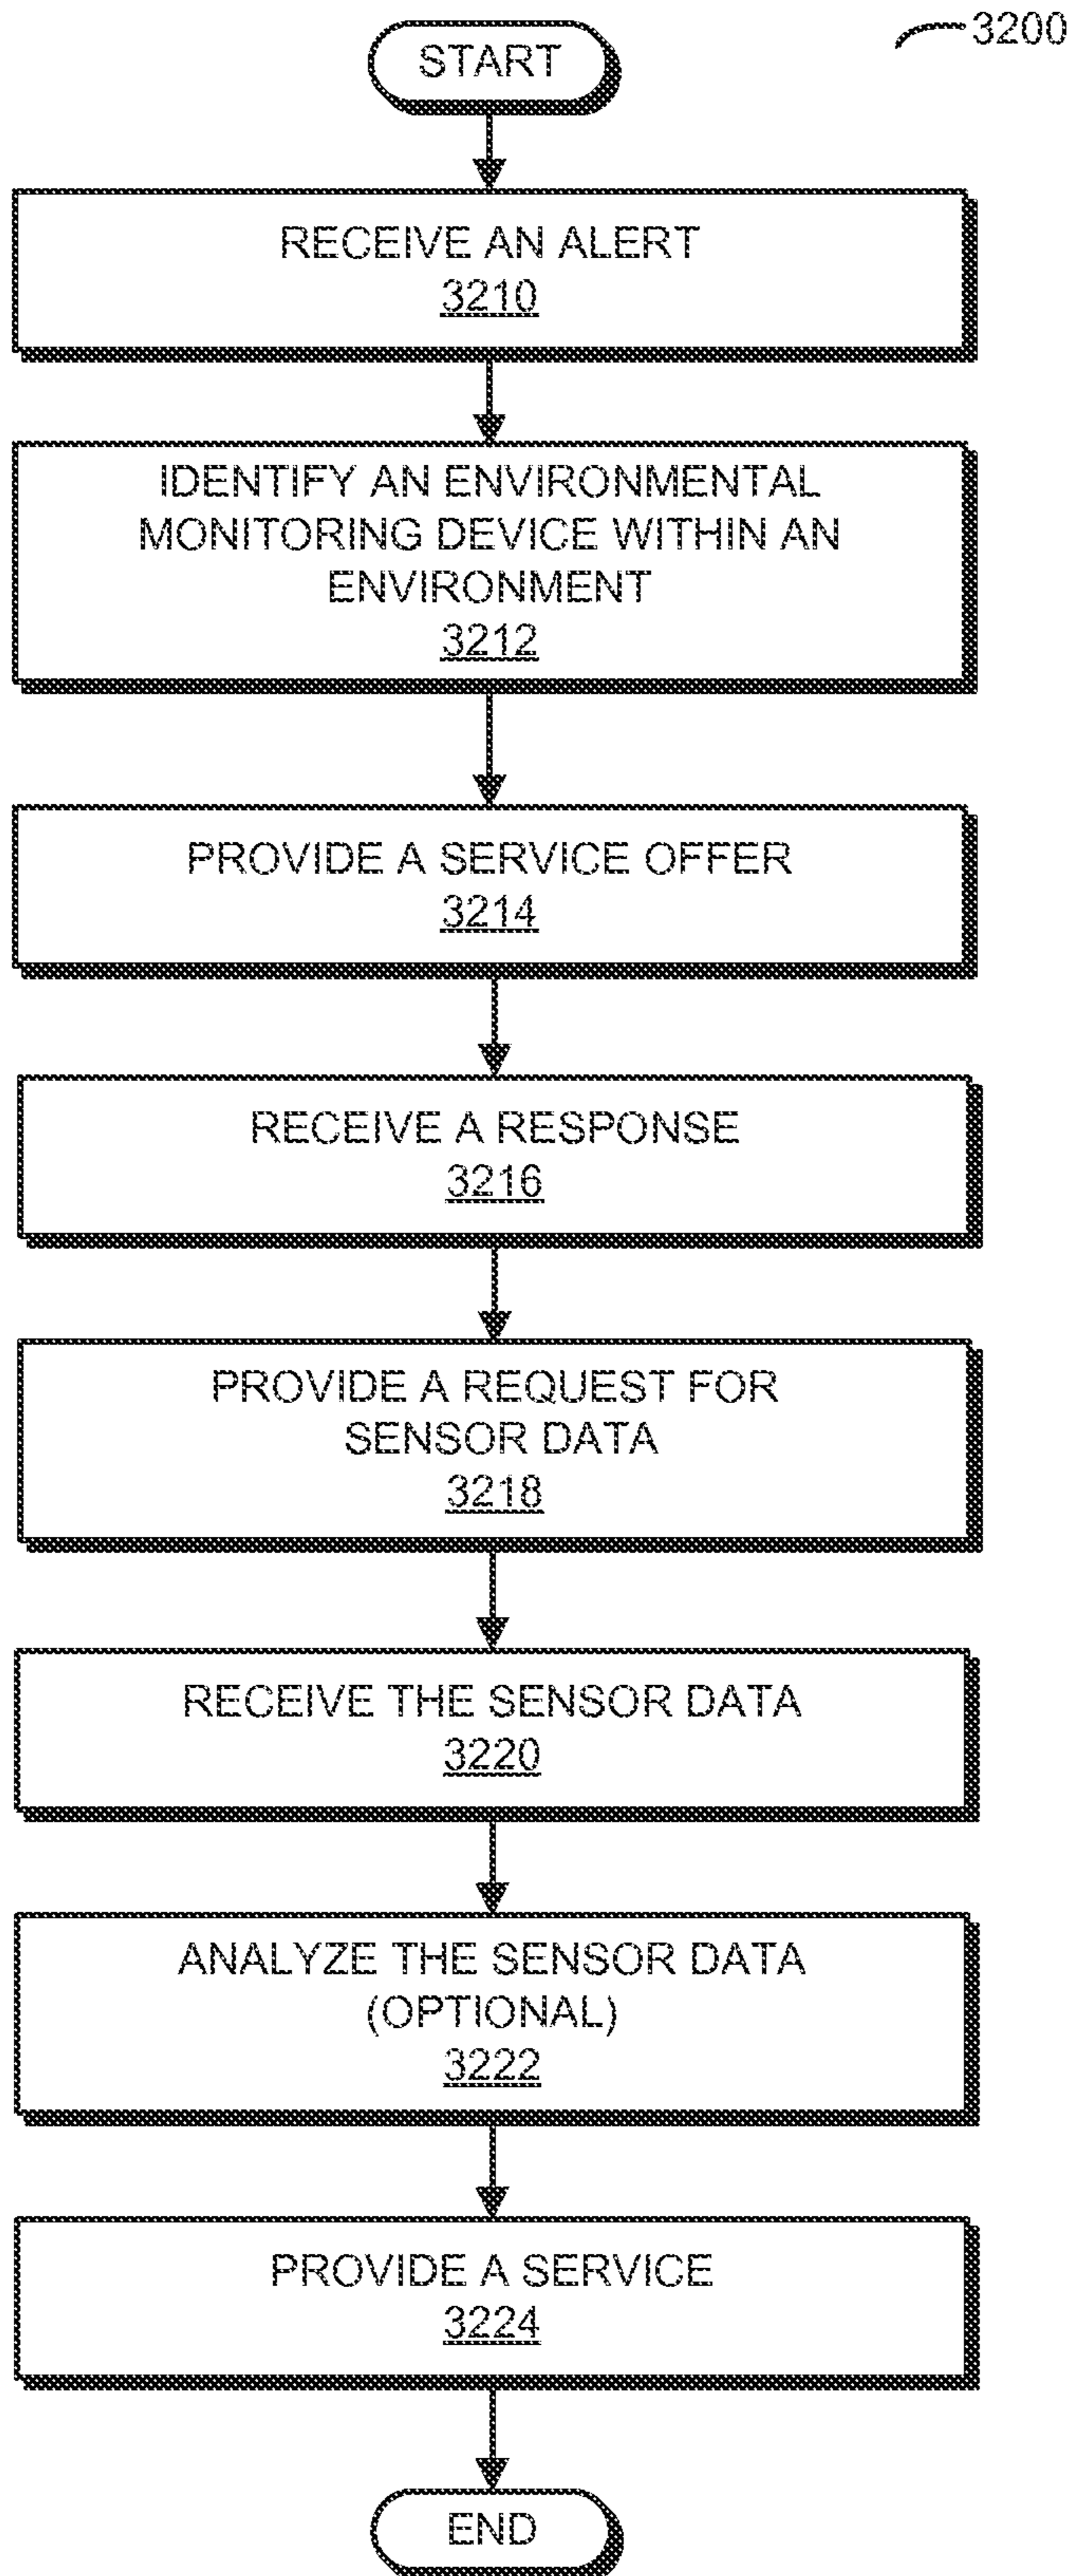 3200
START
RECEIVE AN ALERT
3210
IDENTIFY AN ENVIRONMENTAL
MONITORING DEVICE WITHIN AN
ENVIRONMENT
3212
PROVIDE A SERVICE OFFER
3214
RECEIVE A RESPONSE
3216
PROVIDE A REQUEST FOR
SENSOR DATA
3218
RECEIVE THE SENSOR DATA
3220
ANALYZE THE SENSOR DATA
(OPTIONAL)
3222
PROVIDE A SERVICE
3224
END